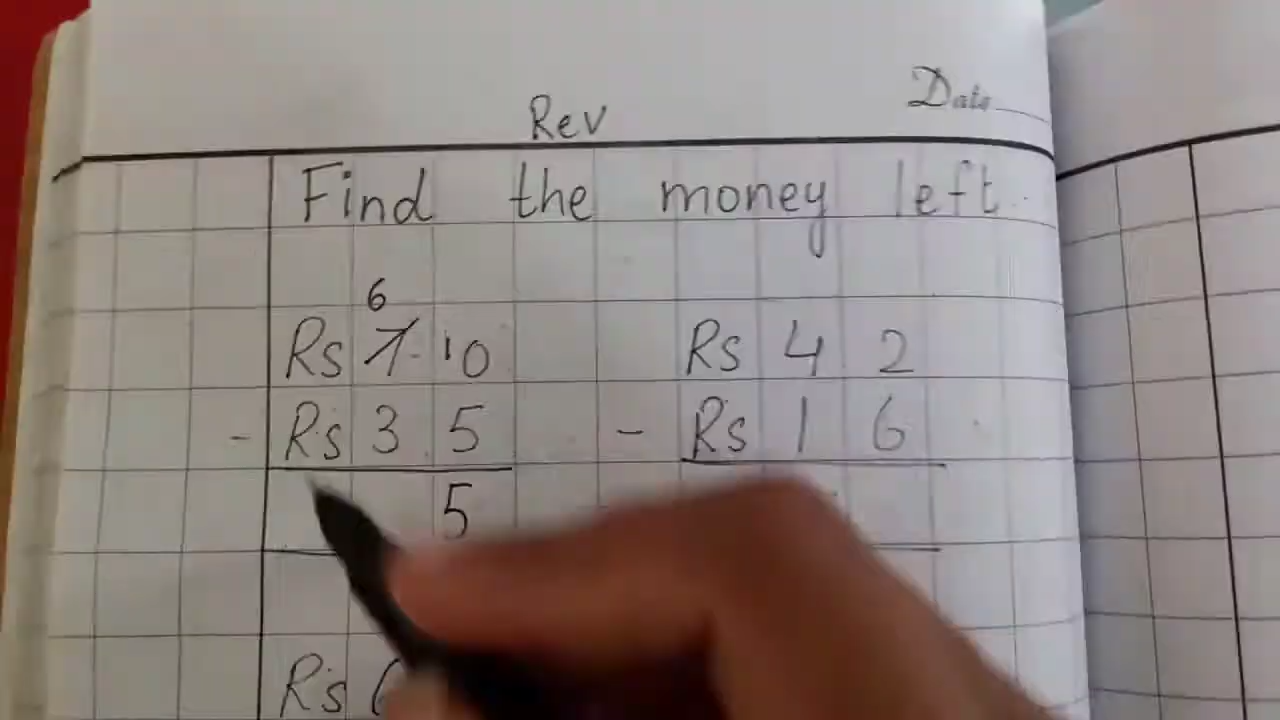 Rev
Date
Find the money left.
6
Rs 7 10 Rs 4 2
- Rs 3 5 - Rs 1 6
5
Rs